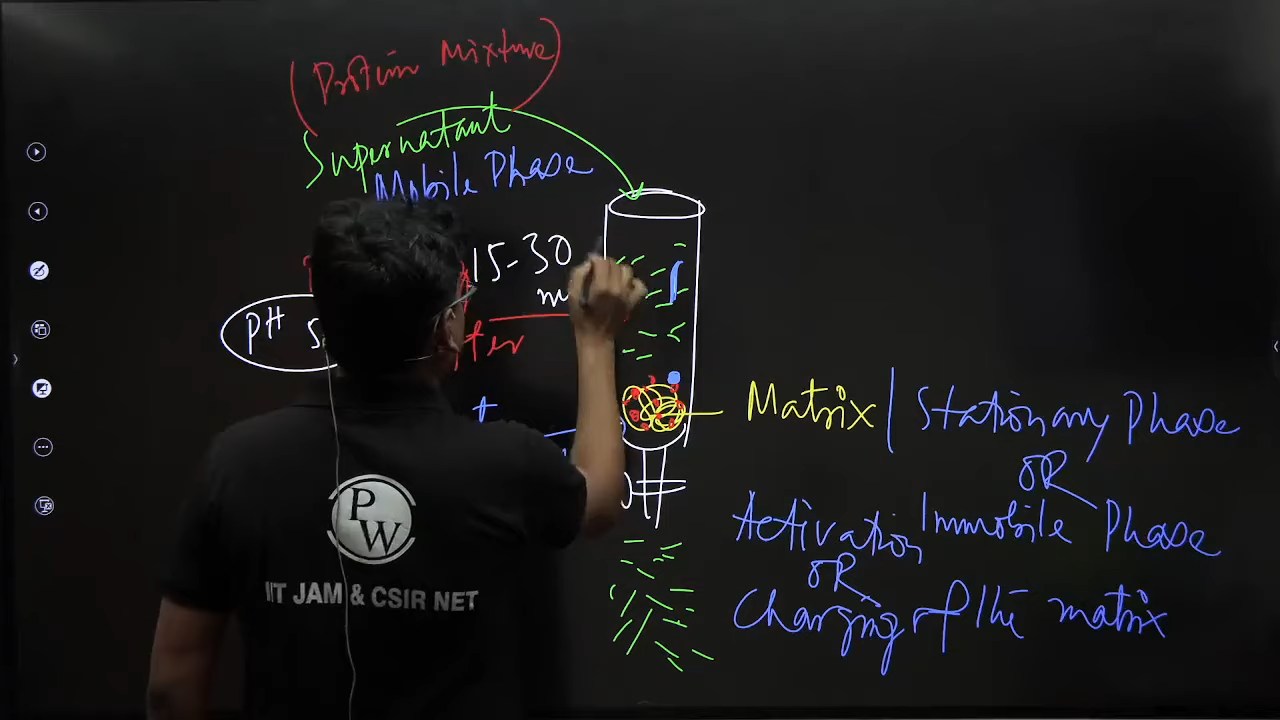 (Protein Mixture)
Supernatant
Mobile Phase
15-30
PH 5
Matrix | Stationary Phase
OR
Immobile Phase
Activation
OR
Charging of the matrix
PW
IIT JAM & CSIR NET